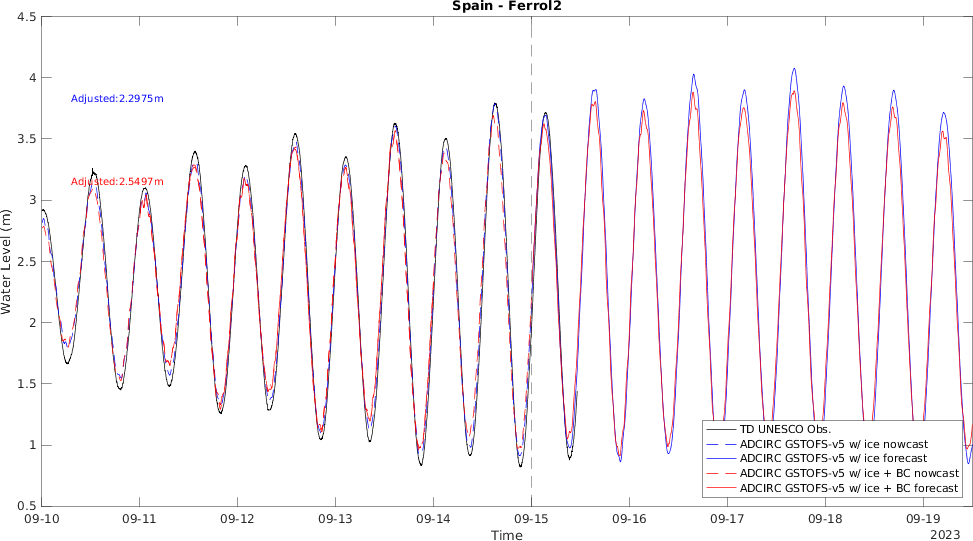 Spain - Ferrol2
4.5
4
3.5
3
2.5
2
1.5
1
0.5
Water Level (m)
Adjusted:2.2975m
Adjusted:2.5497m
TD UNESCO Obs.
ADCIRC GSTOFS-v5 w/ ice nowcast
ADCIRC GSTOFS-v5 w/ ice forecast
ADCIRC GSTOFS-v5 w/ ice + BC nowcast
ADCIRC GSTOFS-v5 w/ ice + BC forecast
09-10 09-11 09-12 09-13 09-14 09-15 09-16 09-17 09-18 09-19
Time
2023